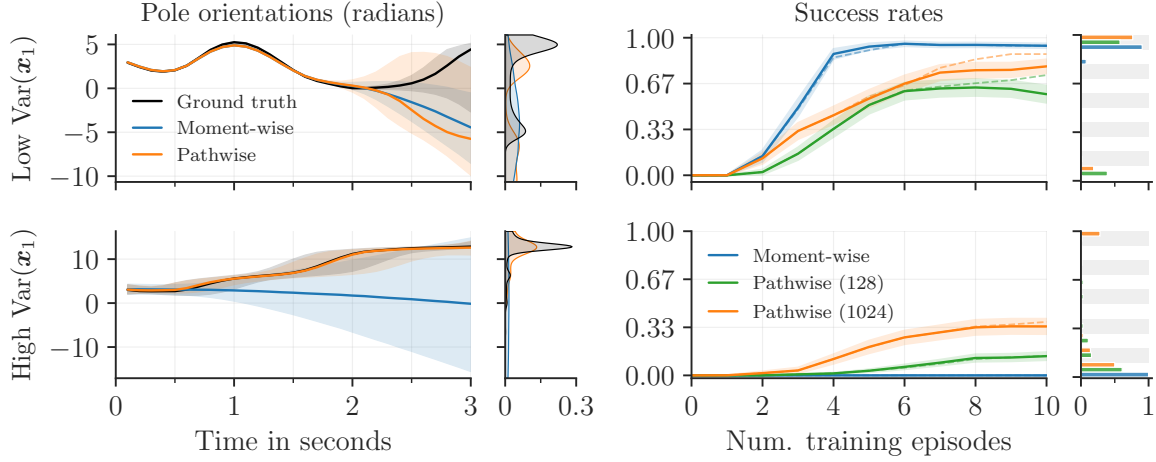 Pole orientations (radians)
Success rates
Low Var(𝒙₁)
5
0
−5
−10
Ground truth
Moment-wise
Pathwise
1.00
0.67
0.33
0.00
High Var(𝒙₁)
10
0
−10
0
1
2
3
Time in seconds
0
0.3
1.00
0.67
0.33
0.00
Moment-wise
Pathwise (128)
Pathwise (1024)
0
2
4
6
8
10
Num. training episodes
0
1